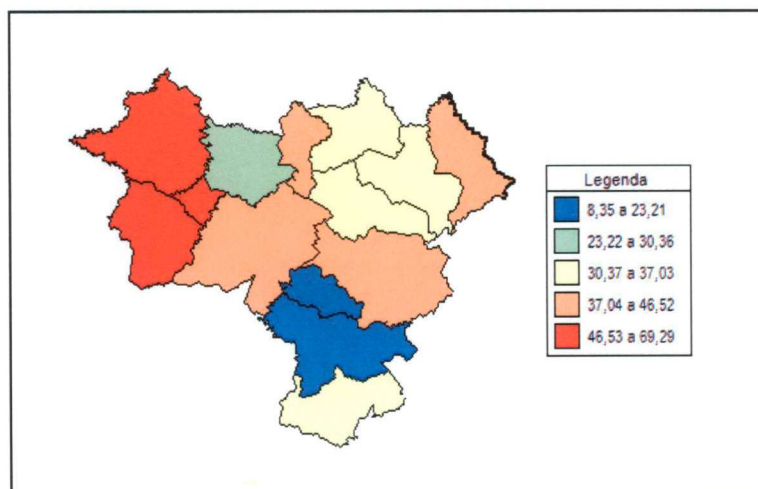 Legenda
8,35 a 23,21
23,22 a 30,36
30,37 a 37,03
37,04 a 46,52
46,53 a 69,29